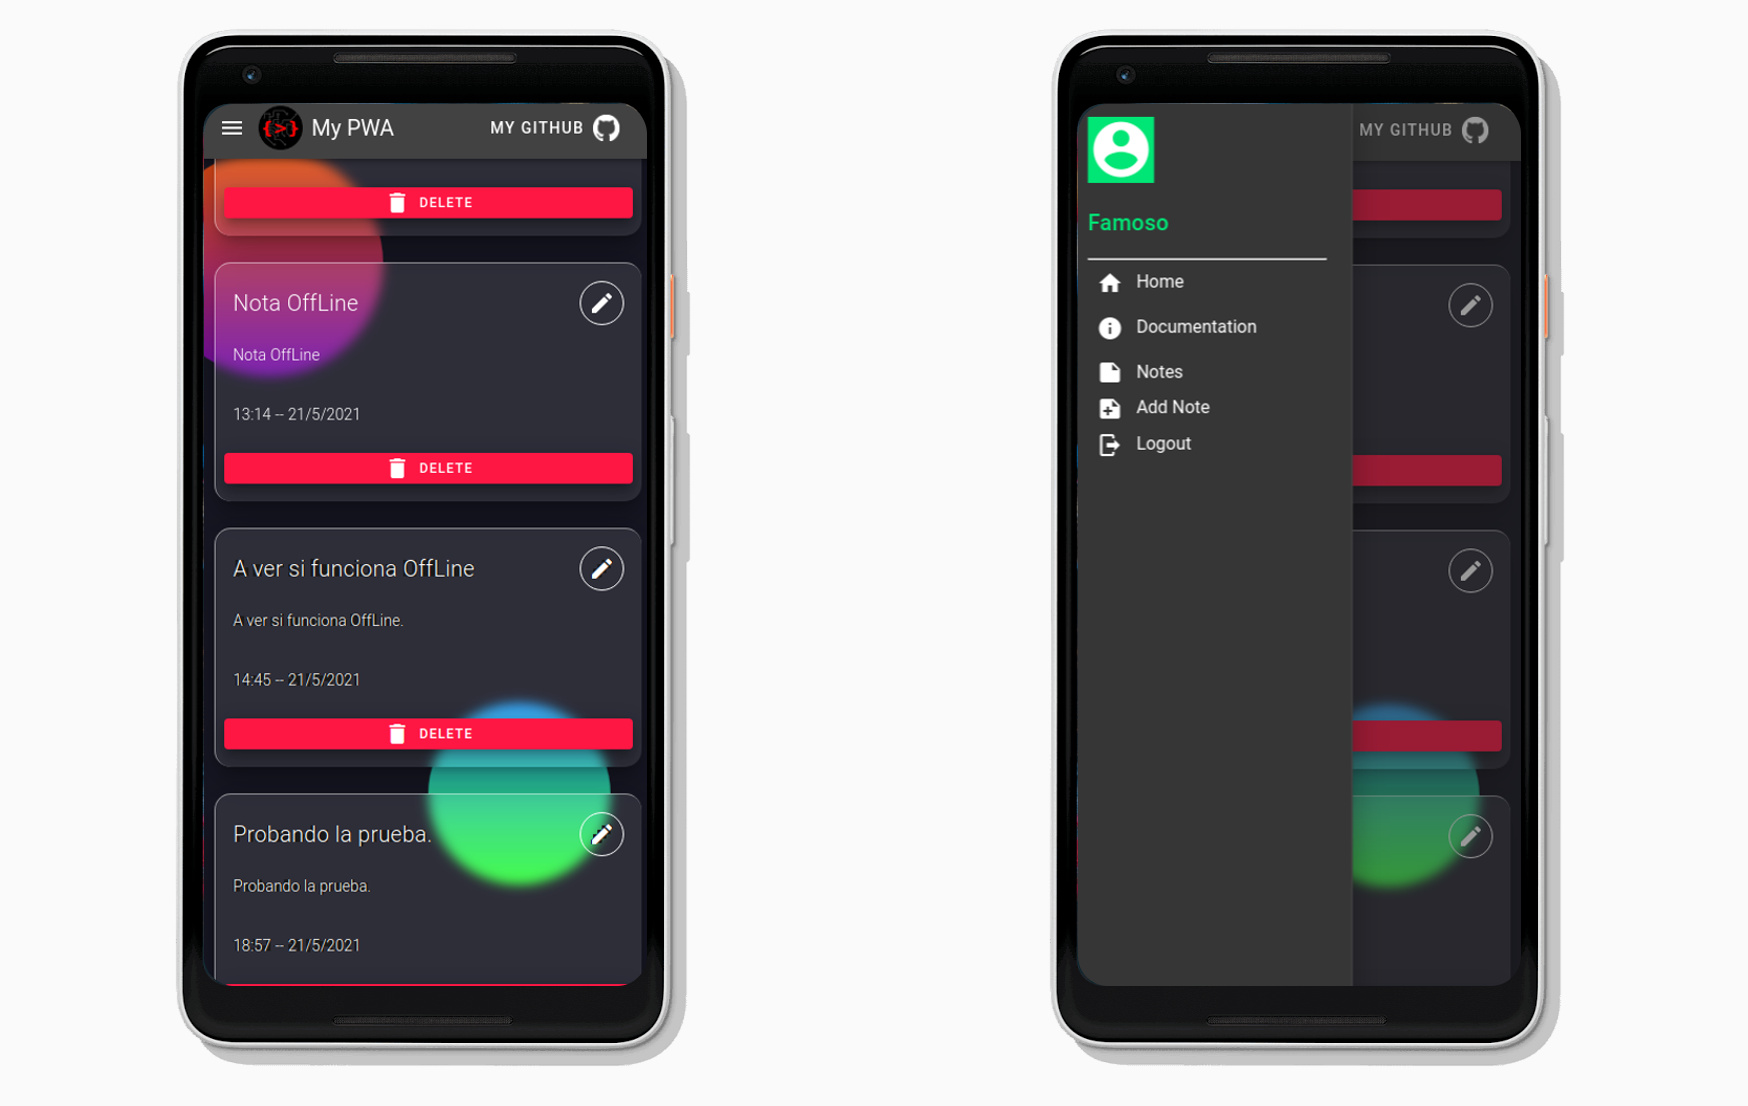 My PWA
MY GITHUB
DELETE
Nota OffLine
Nota OffLine
13:14 -- 21/5/2021
DELETE
A ver si funciona OffLine
A ver si funciona OffLine.
14:45 -- 21/5/2021
DELETE
Probando la prueba.
Probando la prueba.
18:57 -- 21/5/2021
MY GITHUB
Famoso
Home
Documentation
Notes
Add Note
Logout